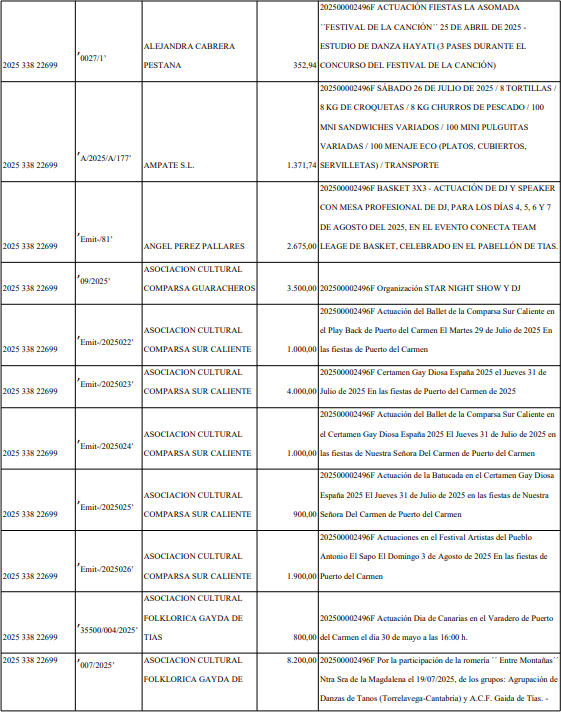 202500002496F ACTUACIÓN FIESTAS LA ASOMADA
´´FESTIVAL DE LA CANCIÓN´´ 25 DE ABRIL DE 2025 -
ALEJANDRA CABRERA
ESTUDIO DE DANZA HAYATI (3 PASES DURANTE EL
2025 338 22699
'0027/1'
PESTANA
352,94
CONCURSO DEL FESTIVAL DE LA CANCIÓN)
202500002496F SÁBADO 26 DE JULIO DE 2025 / 8 TORTILLAS /
8 KG DE CROQUETAS / 8 KG CHURROS DE PESCADO / 100
MNI SANDWICHES VARIADOS / 100 MINI PULGUITAS
VARIADAS / 100 MENAJE ECO (PLATOS, CUBIERTOS,
2025 338 22699
'A/2025/A/177'
AMPATE S.L.
1.371,74
SERVILLETAS) / TRANSPORTE
202500002496F BASKET 3X3 - ACTUACIÓN DE DJ Y SPEAKER
CON MESA PROFESIONAL DE DJ, PARA LOS DÍAS 4, 5, 6 Y 7
DE AGOSTO DEL 2025, EN EL EVENTO CONECTA TEAM
2025 338 22699
'Emit-/81'
ANGEL PEREZ PALLARES
2.675,00
LEAGE DE BASKET, CELEBRADO EN EL PABELLÓN DE TIAS.
ASOCIACION CULTURAL
2025 338 22699
'09/2025'
COMPARSA GUARACHEROS
3.500,00
202500002496F Organización STAR NIGHT SHOW Y DJ
202500002496F Actuación del Ballet de la Comparsa Sur Caliente en
ASOCIACION CULTURAL
el Play Back de Puerto del Carmen El Martes 29 de Julio de 2025 En
2025 338 22699
'Emit-/2025022'
COMPARSA SUR CALIENTE
1.000,00
las fiestas de Puerto del Carmen
ASOCIACION CULTURAL
202500002496F Certamen Gay Diosa España 2025 el Jueves 31 de
2025 338 22699
'Emit-/2025023'
COMPARSA SUR CALIENTE
4.000,00
Julio de 2025 En las fiestas de Puerto del Carmen de 2025
202500002496F Actuación del Ballet de la Comparsa Sur Caliente en
ASOCIACION CULTURAL
el Certamen Gay Diosa España 2025 El Jueves 31 de Julio de 2025 en
2025 338 22699
'Emit-/2025024'
COMPARSA SUR CALIENTE
1.000,00
las fiestas de Nuestra Señora Del Carmen de Puerto del Carmen
202500002496F Actuación de la Batucada en el Certamen Gay Diosa
ASOCIACION CULTURAL
España 2025 El Jueves 31 de Julio de 2025 en las fiestas de Nuestra
2025 338 22699
'Emit-/2025025'
COMPARSA SUR CALIENTE
900,00
Señora Del Carmen de Puerto del Carmen
202500002496F Actuaciones en el Festival Artistas del Pueblo
ASOCIACION CULTURAL
Antonio El Sapo El Domingo 3 de Agosto de 2025 En las fiestas de
2025 338 22699
'Emit-/2025026'
COMPARSA SUR CALIENTE
1.900,00
Puerto del Carmen
ASOCIACION CULTURAL
FOLKLORICA GAYDA DE
202500002496F Actuación Dia de Canarias en el Varadero de Puerto
2025 338 22699
'35500/004/2025'
TIAS
800,00
del Carmen el dia 30 de mayo a las 16:00 h.
2025 338 22699
'007/2025'
ASOCIACION CULTURAL
8.200,00
202500002496F Por la participación de la romería ´´ Entre Montañas´´
FOLKLORICA GAYDA DE
Ntra Sra de la Magdalena el 19/07/2025, de los grupos: Agrupación de
Danzas de Tanos (Torrelavega-Cantabria) y A.C.F. Gaida de Tías. -